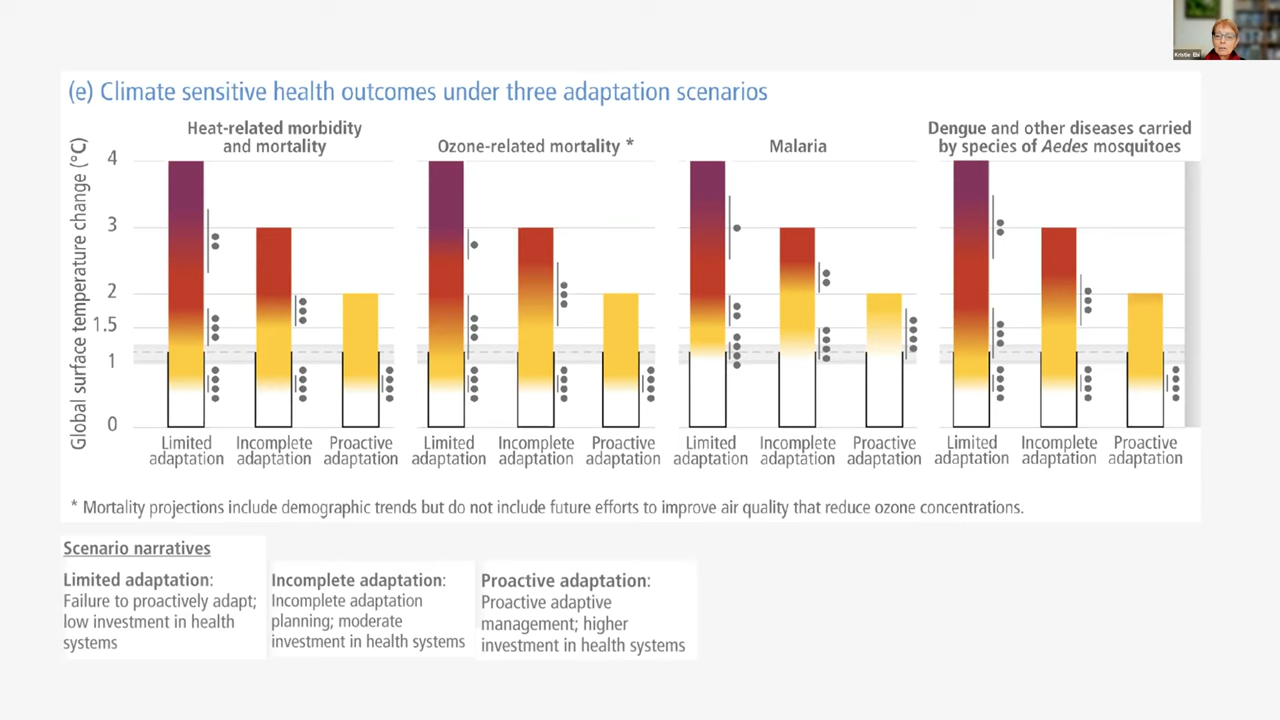 Kristie Ebi
(e) Climate sensitive health outcomes under three adaptation scenarios
Global surface temperature change (°C)
4
3
2
1.5
1
0
Heat-related morbidity
and mortality
Limited
adaptation
Incomplete
adaptation
Proactive
adaptation
Ozone-related mortality *
Limited
adaptation
Incomplete
adaptation
Proactive
adaptation
Malaria
Limited
adaptation
Incomplete
adaptation
Proactive
adaptation
Dengue and other diseases carried
by species of Aedes mosquitoes
Limited
adaptation
Incomplete
adaptation
Proactive
adaptation
* Mortality projections include demographic trends but do not include future efforts to improve air quality that reduce ozone concentrations.
Scenario narratives
Limited adaptation:
Failure to proactively adapt;
low investment in health
systems
Incomplete adaptation:
Incomplete adaptation
planning; moderate
investment in health systems
Proactive adaptation:
Proactive adaptive
management; higher
investment in health systems